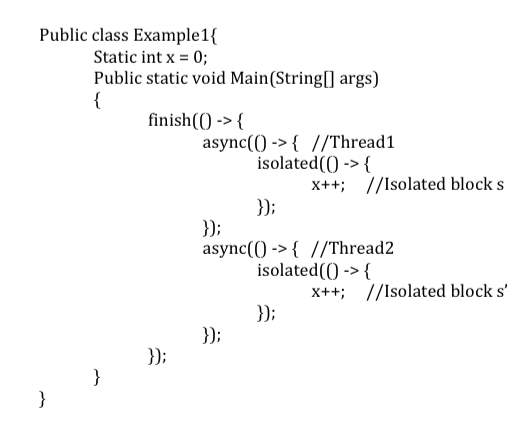 Public class Example1{
Static int x = 0;
Public static void Main(String[] args)
{
finish(() -> {
async(() -> { //Thread1
isolated(() -> {
x++; //Isolated block s
});
});
async(() -> { //Thread2
isolated(() -> {
x++; //Isolated block s’
});
});
});
}
}